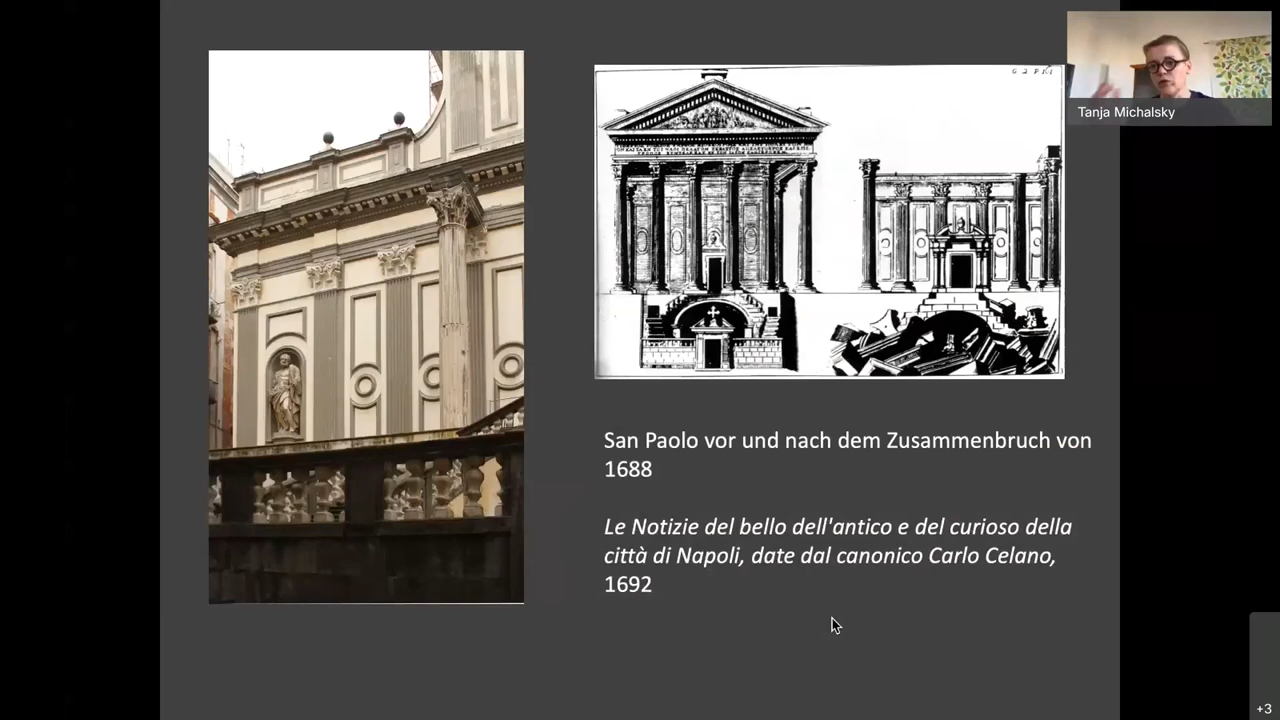 Tanja Michalsky
San Paolo vor und nach dem Zusammenbruch von
1688
Le Notizie del bello dell'antico e del curioso della
città di Napoli, date dal canonico Carlo Celano,
1692
+3